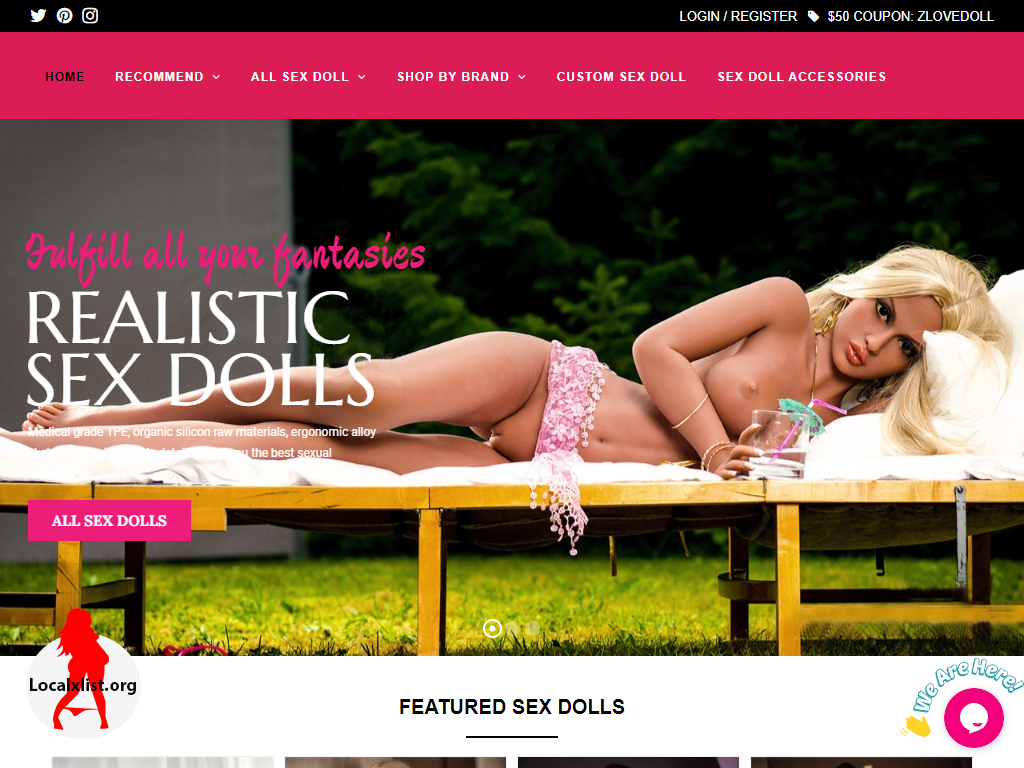 LOGIN / REGISTER $50 COUPON: ZLOVEDOLL
HOME RECOMMEND ALL SEX DOLL SHOP BY BRAND CUSTOM SEX DOLL SEX DOLL ACCESSORIES
Fulfill all your fantasies
REALISTIC
SEX DOLLS
Medical grade TPE, organic silicon raw materials, ergonomic alloy
the best sexual
ALL SEX DOLLS
Localxlist.org
We Are Here!
FEATURED SEX DOLLS